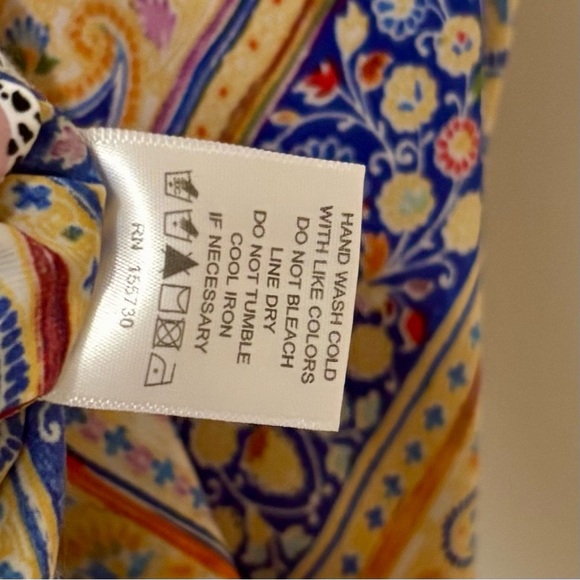 HAND WASH COLD
WITH LIKE COLORS
DO NOT BLEACH
LINE DRY
DO NOT TUMBLE
COOL IRON
IF NECESSARY
RN 155730